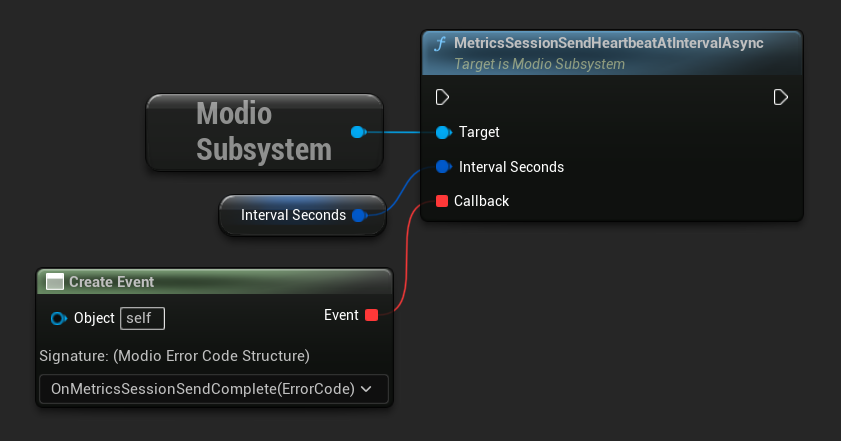 MetricsSessionSendHeartbeatAtIntervalAsync
Target is Modio Subsystem
Modio
Subsystem
Target
Interval Seconds
Callback
Interval Seconds
Create Event
Object self
Event
Signature: (Modio Error Code Structure)
OnMetricsSessionSendComplete(ErrorCode)